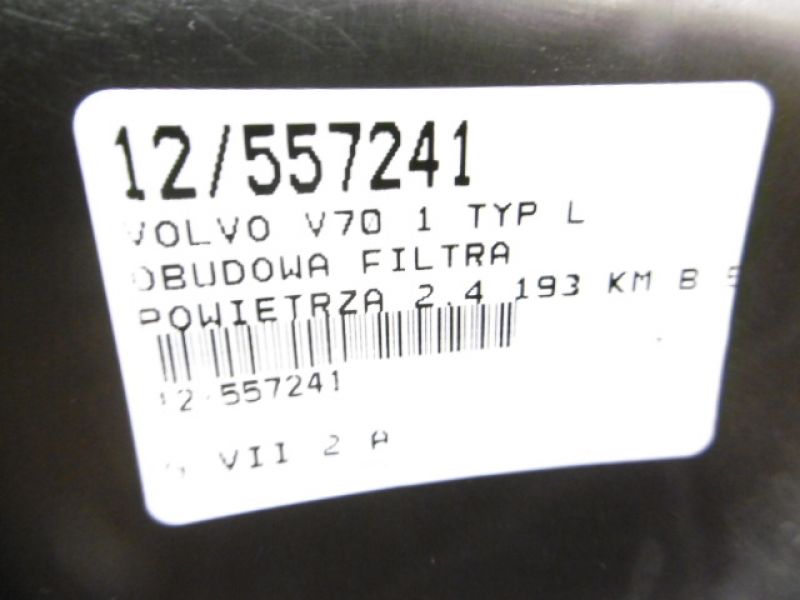 12/557241
VOLVO V70 1 TYP L
OBUDOWA FILTRA
POWIETRZA 2.4 193 KM B
12 557241
VII 2 A